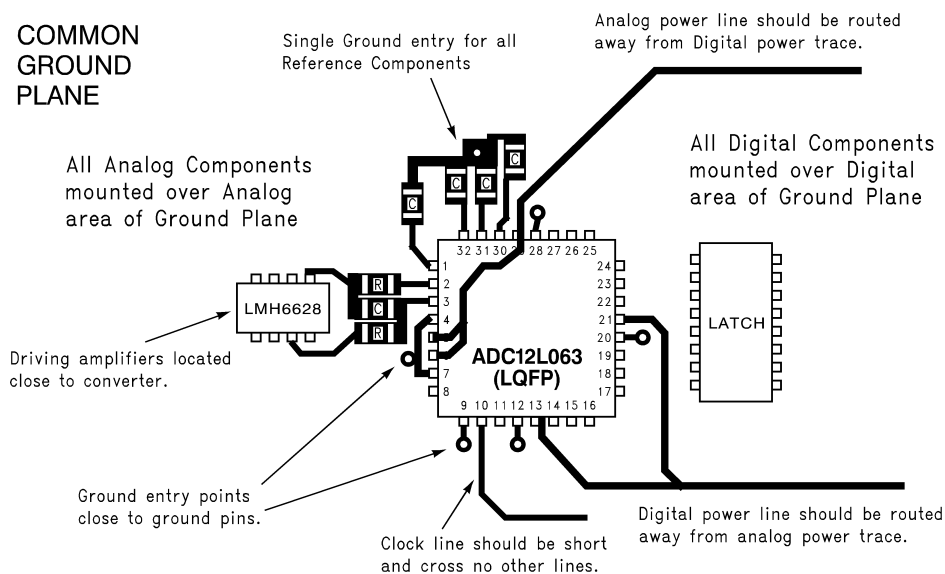 COMMON
GROUND
PLANE
Single Ground entry for all
Reference Components
Analog power line should be routed
away from Digital power trace.
All Analog Components
mounted over Analog
area of Ground Plane
All Digital Components
mounted over Digital
area of Ground Plane
C
C
C
C
32 31 30 28 27 26 25
1
2
3
4
7
8
24
23
22
21
20
19
18
17
R
C
R
LMH6628
LATCH
ADC12L063
(LQFP)
9 10 11 12 13 14 15 16
Driving amplifiers located
close to converter.
Ground entry points
close to ground pins.
Clock line should be short
and cross no other lines.
Digital power line should be routed
away from analog power trace.